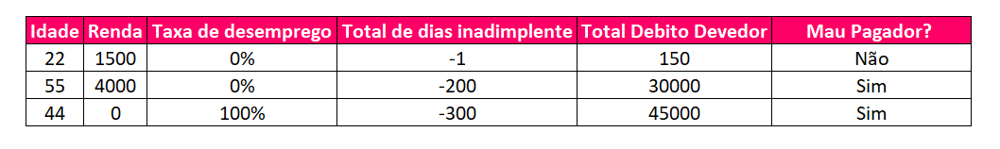 Idade Renda Taxa de desemprego Total de dias inadimplente Total Debito Devedor Mau Pagador?
22 1500 0% -1 150 Não
55 4000 0% -200 30000 Sim
44 0 100% -300 45000 Sim